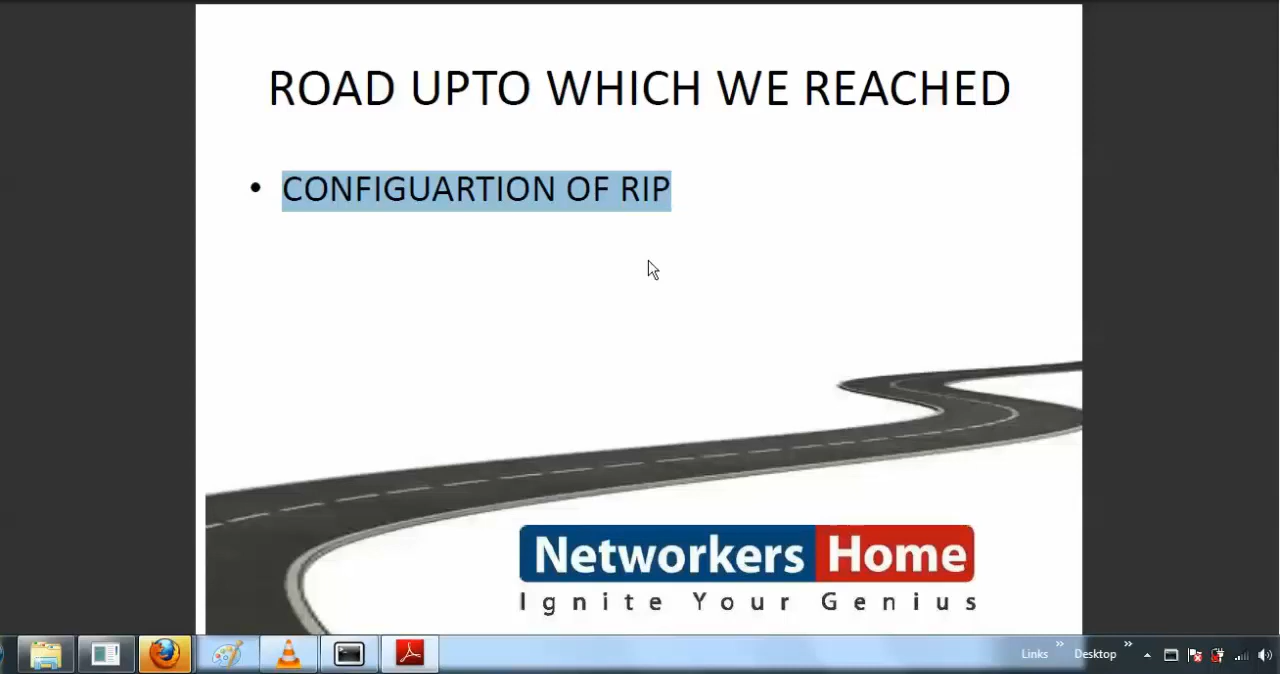 ROAD UPTO WHICH WE REACHED
• CONFIGUARTION OF RIP
Networkers Home
Ignite Your Genius
Links » Desktop »